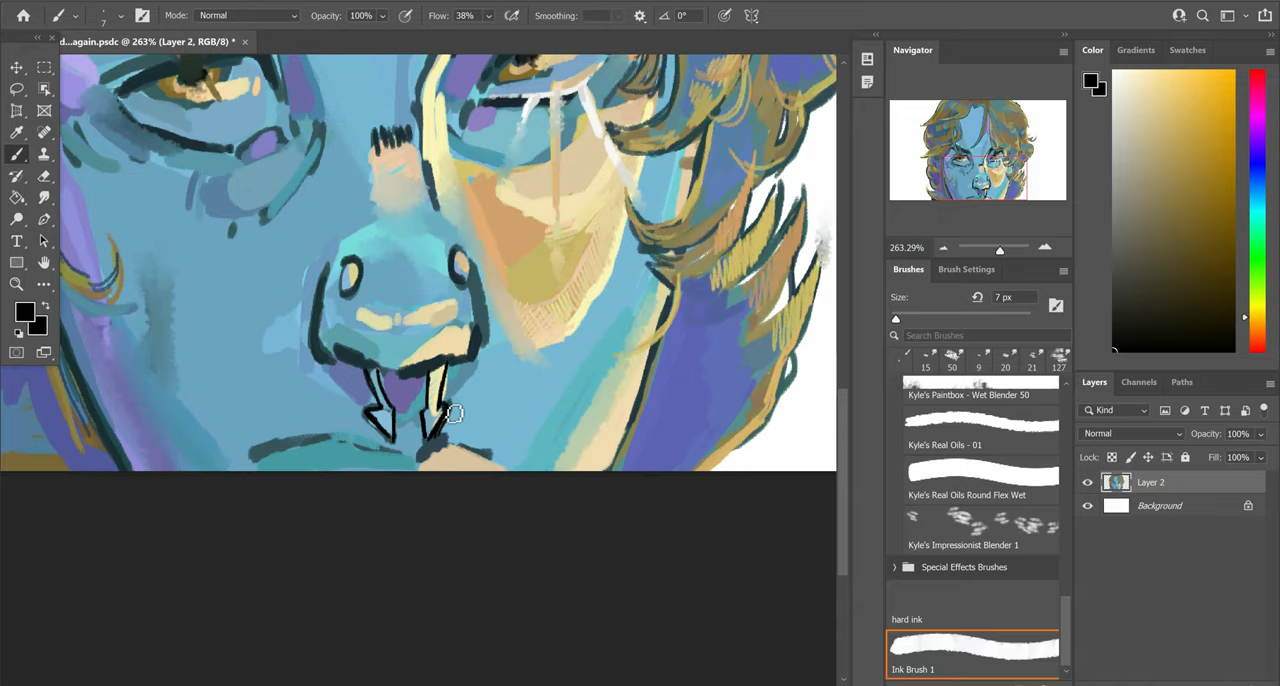 Mode: Normal Opacity: 100% Flow: 38% Smoothing: 0°
7
d...again.psdc @ 263% (Layer 2, RGB/8) * ×
Navigator
263.29%
Brushes Brush Settings
Size: 7 px
Search Brushes
15 50 9 20 21 127
Kyle's Paintbox - Wet Blender 50
Kyle's Real Oils - 01
Kyle's Real Oils Round Flex Wet
Kyle's Impressionist Blender 1
Special Effects Brushes
hard ink
Ink Brush 1
Color Gradients Swatches
Layers Channels Paths
Kind
Normal Opacity: 100%
Lock: Fill: 100%
Layer 2
Background